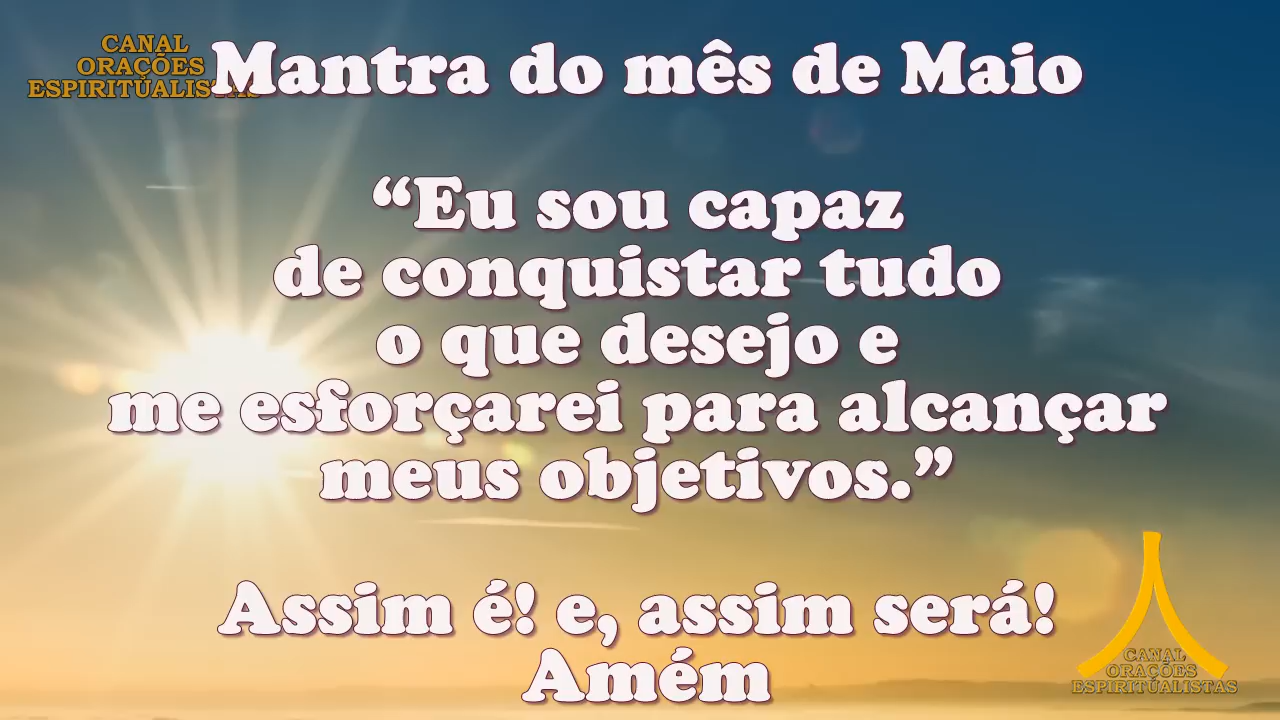 CANAL
ORAÇÕES
ESPIRITUALISTAS
Mantra do mês de Maio
“Eu sou capaz
de conquistar tudo
o que desejo e
me esforçarei para alcançar
meus objetivos.”
Assim é! e, assim será!
Amém
CANAL
ORAÇÕES
ESPIRITUALISTAS